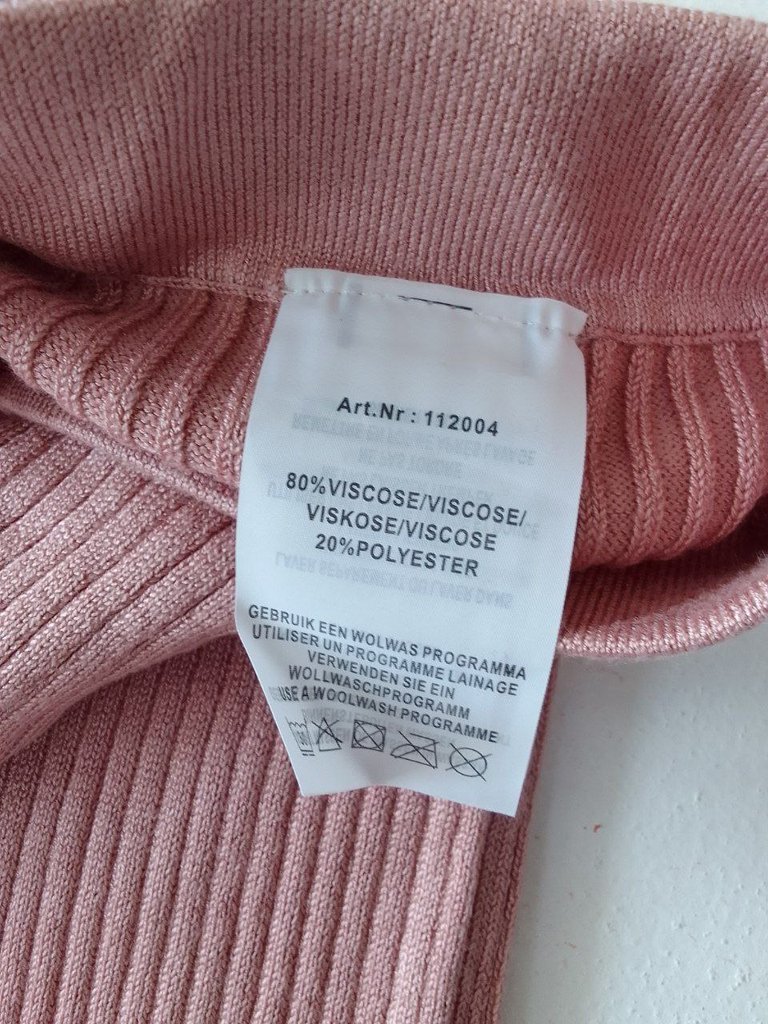 Art.Nr : 112004
80%VISCOSE/VISCOSE/
VISKOSE/VISCOSE
20%POLYESTER
GEBRUIK EEN WOLWAS PROGRAMMA
UTILISER UN PROGRAMME LAINAGE
VERWENDEN SIE EIN
WOLLWASCHPROGRAMM
USE A WOOLWASH PROGRAMME
30